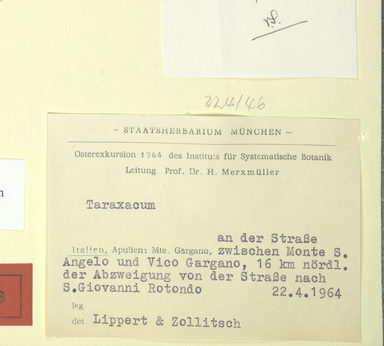 224/46
– STAATSHERBARIUM MÜNCHEN –
Osterexkursion 1964 des Instituts für Systematische Botanik
Leitung Prof. Dr. H. Merxmüller
Taraxacum
an der Straße
Italien, Apulien: Mte. Gargano, zwischen Monte S.
Angelo und Vico Gargano, 16 km nördl.
der Abzweigung von der Straße nach
S.Giovanni Rotondo 22.4.1964
leg
det. Lippert & Zollitsch